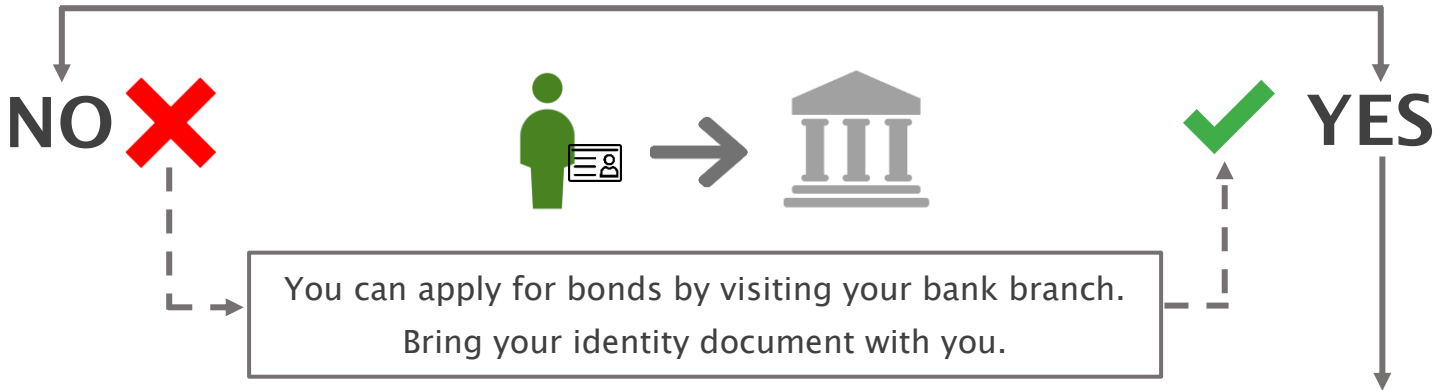 NO
YES
You can apply for bonds by visiting your bank branch.
Bring your identity document with you.